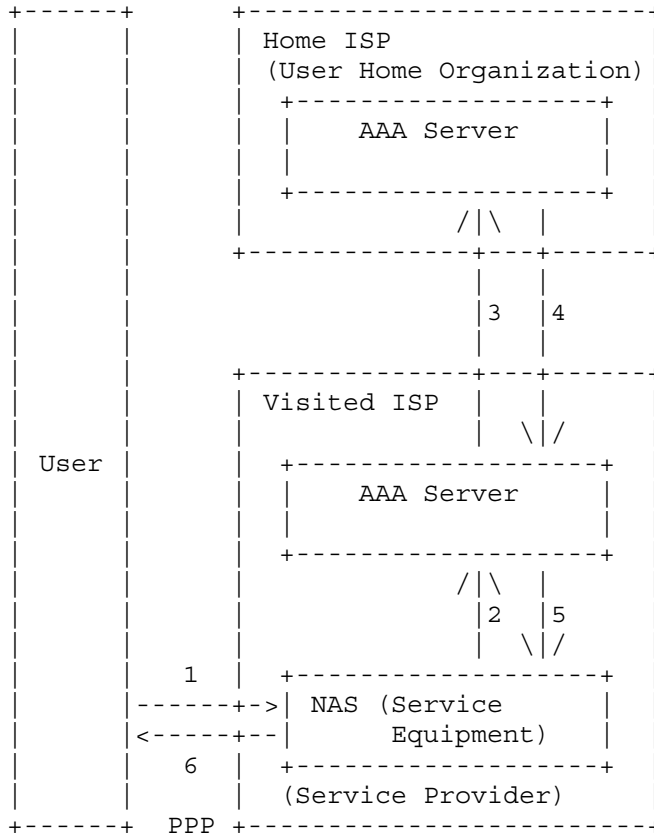 Home ISP
(User Home Organization)
AAA Server
3 4
Visited ISP
User
AAA Server
2 5
1
NAS (Service
Equipment)
6
(Service Provider)
PPP